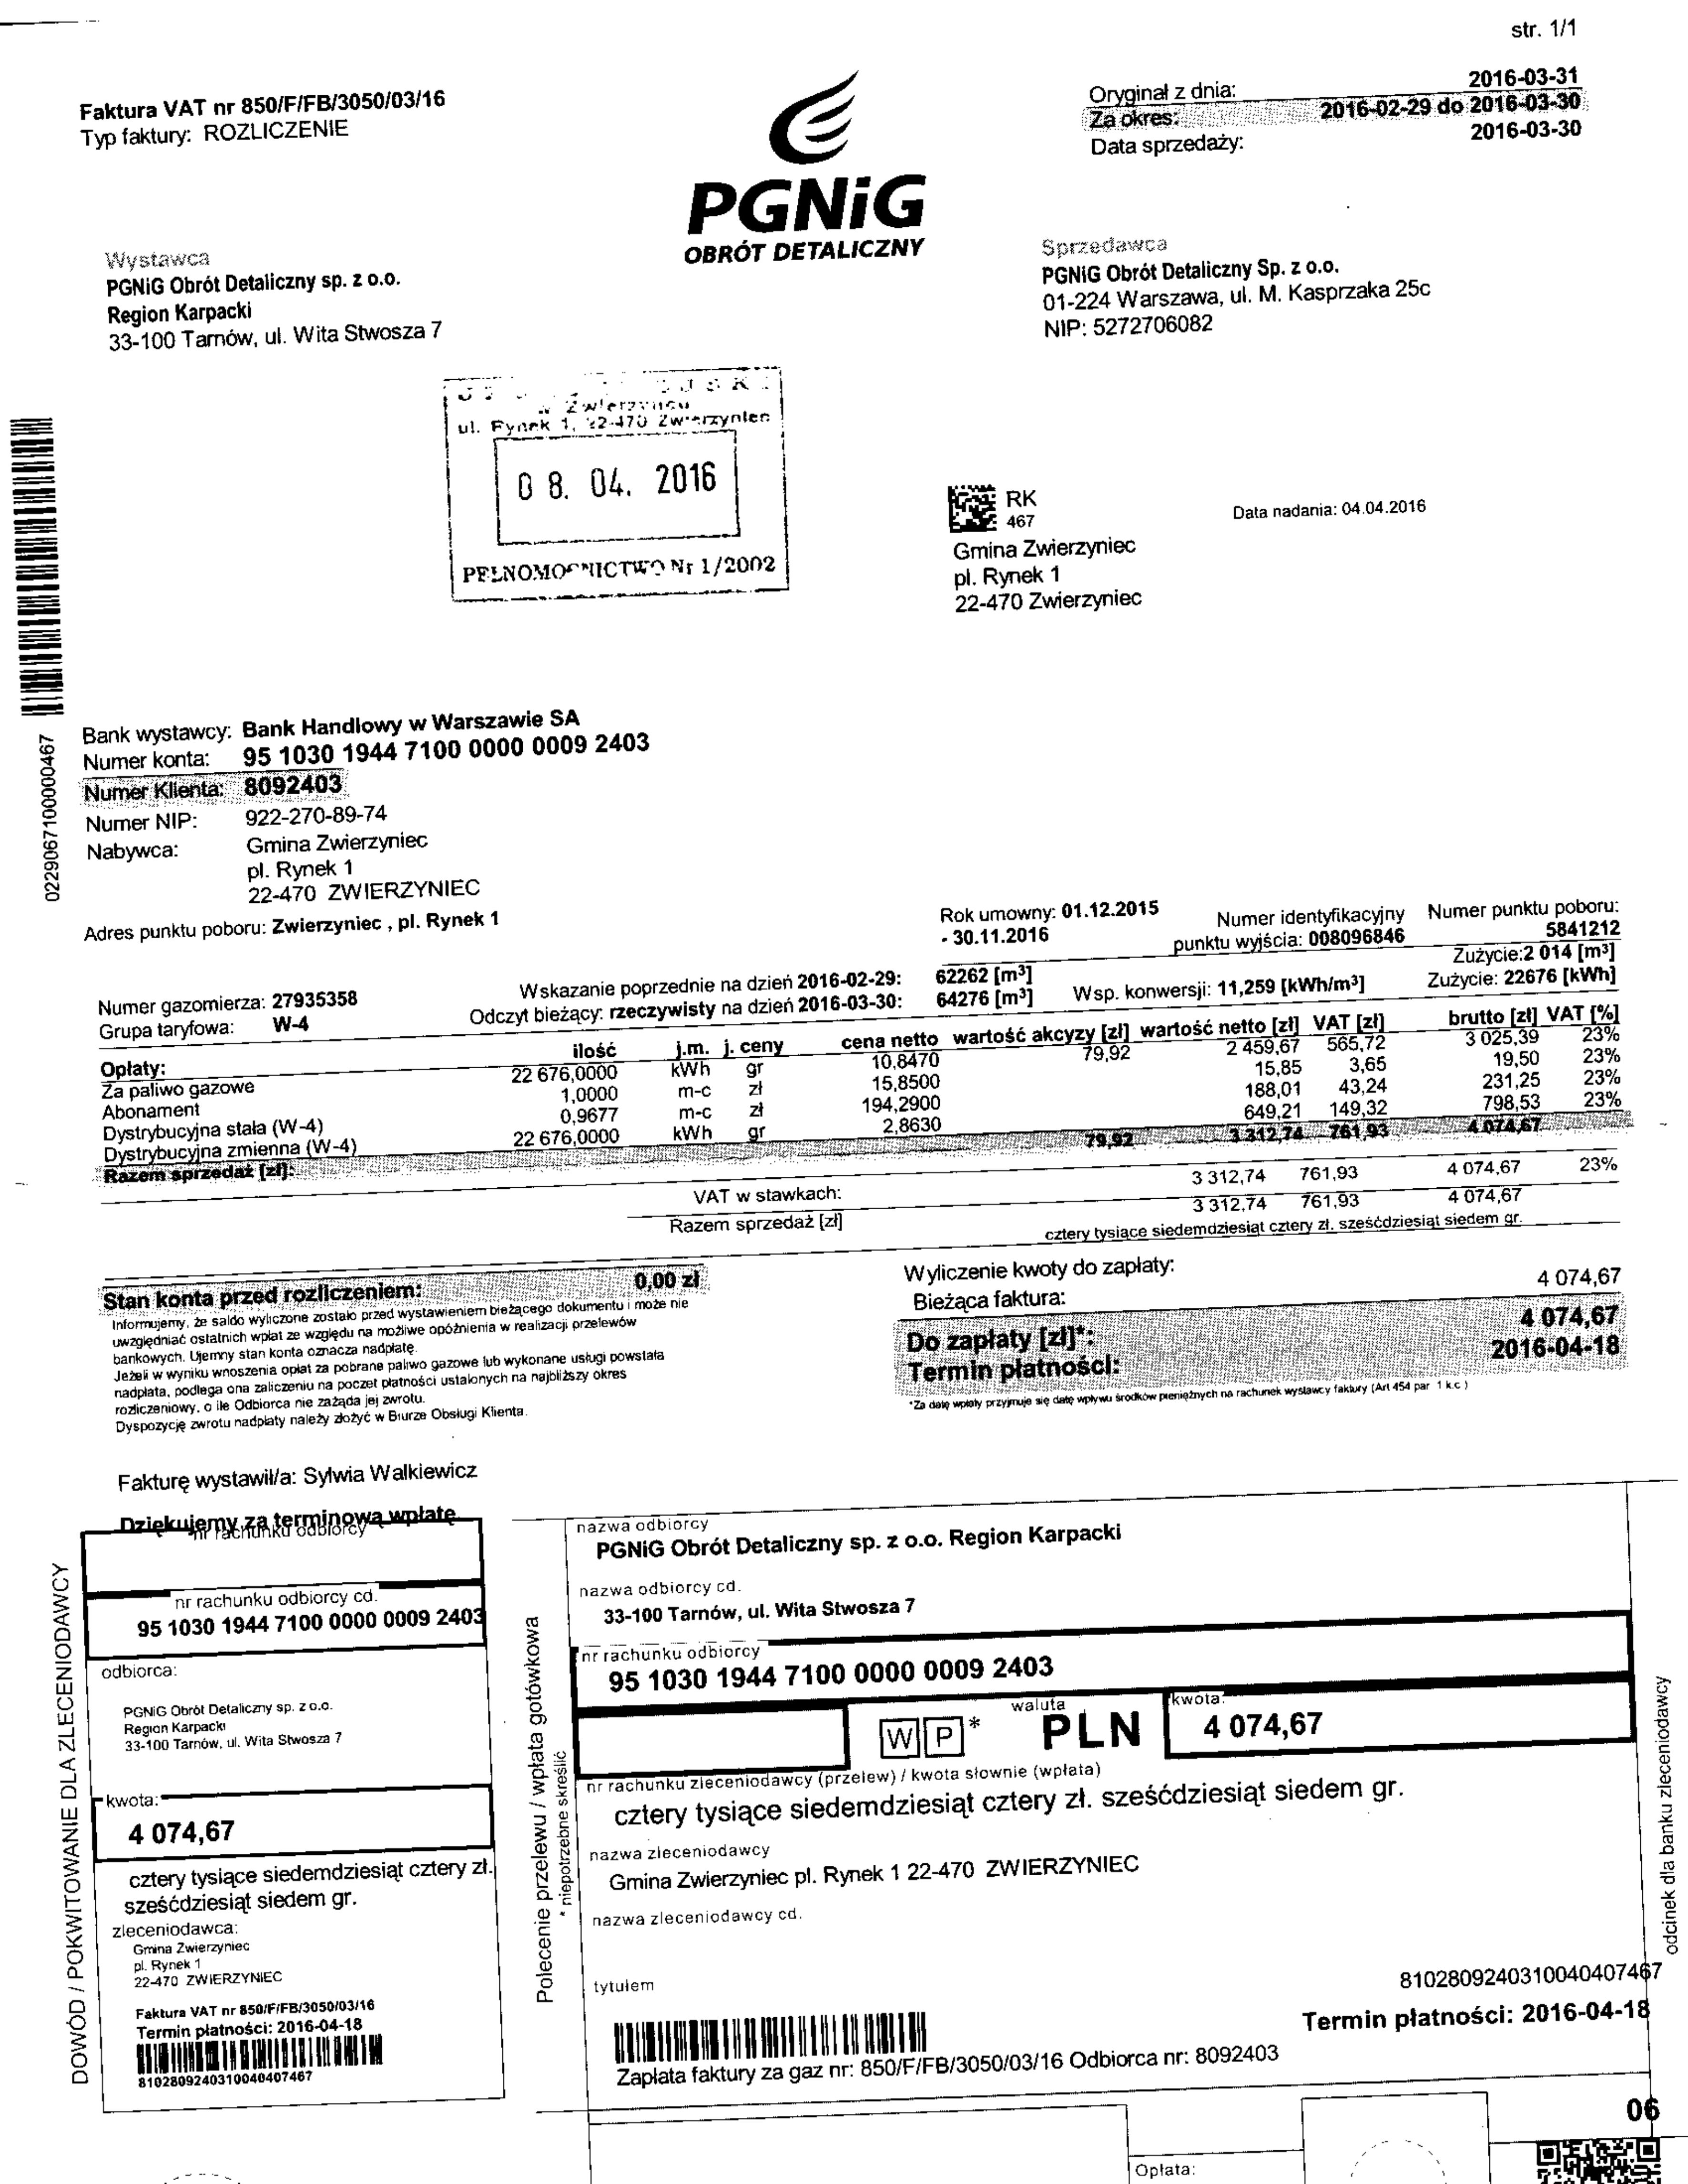 str. 1/1
Faktura VAT nr 850/F/FB/3050/03/16
Typ faktury: ROZLICZENIE
PGNiG
OBRÓT DETALICZNY
Oryginał z dnia: 2016-03-31
Za okres: 2016-02-29 do 2016-03-30
Data sprzedaży: 2016-03-30
Wystawca
PGNiG Obrót Detaliczny sp. z o.o.
Region Karpacki
33-100 Tarnów, ul. Wita Stwosza 7
Sprzedawca
PGNiG Obrót Detaliczny Sp. z o.o.
01-224 Warszawa, ul. M. Kasprzaka 25c
NIP: 5272706082
ul. Rynek 1, 22-470 Zwierzyniec
08. 04. 2016
PEŁNOMOCNICTWO Nr 1/2002
RK
467
Data nadania: 04.04.2016
Gmina Zwierzyniec
pl. Rynek 1
22-470 Zwierzyniec
0229067100000467
Bank wystawcy: Bank Handlowy w Warszawie SA
Numer konta: 95 1030 1944 7100 0000 0009 2403
Numer Klienta: 8092403
Numer NIP: 922-270-89-74
Nabywca: Gmina Zwierzyniec
pl. Rynek 1
22-470 ZWIERZYNIEC
Adres punktu poboru: Zwierzyniec , pl. Rynek 1
Rok umowny: 01.12.2015
- 30.11.2016
Numer identyfikacyjny
punktu wyjścia: 008096846
Numer punktu poboru:
5841212
Zużycie:2 014 [m³]
Zużycie: 22676 [kWh]
Numer gazomierza: 27935358
Grupa taryfowa: W-4
Wskazanie poprzednie na dzień 2016-02-29: 62262 [m³]
Odczyt bieżący: rzeczywisty na dzień 2016-03-30: 64276 [m³]
Wsp. konwersji: 11,259 [kWh/m³]
Opłaty: ilość j.m. j. ceny cena netto wartość akcyzy [zł] wartość netto [zł] VAT [zł] brutto [zł] VAT [%]
Za paliwo gazowe 22 676,0000 kWh gr 10,8470 79,92 2 459,67 565,72 3 025,39 23%
Abonament 1,0000 m-c zł 15,8500 15,85 3,65 19,50 23%
Dystrybucyjna stała (W-4) 0,9677 m-c zł 194,2900 188,01 43,24 231,25 23%
Dystrybucyjna zmienna (W-4) 22 676,0000 kWh gr 2,8630 649,21 149,32 798,53 23%
Razem sprzedaż [zł]: 79,92 3 312,74 761,93 4 074,67
VAT w stawkach: 3 312,74 761,93 4 074,67 23%
Razem sprzedaż [zł] 3 312,74 761,93 4 074,67
cztery tysiące siedemdziesiąt cztery zł. sześćdziesiąt siedem gr.
Stan konta przed rozliczeniem: 0,00 zł
Informujemy, że saldo wyliczone zostało przed wystawieniem bieżącego dokumentu i może nie
uwzględniać ostatnich wpłat ze względu na możliwe opóźnienia w realizacji przelewów
bankowych. Ujemny stan konta oznacza nadpłatę.
Jeżeli w wyniku wnoszenia opłat za pobrane paliwo gazowe lub wykonane usługi powstała
nadpłata, podlega ona zaliczeniu na poczet płatności ustalonych na najbliższy okres
rozliczeniowy, o ile Odbiorca nie zażąda jej zwrotu.
Dyspozycję zwrotu nadpłaty należy złożyć w Biurze Obsługi Klienta.
Wyliczenie kwoty do zapłaty:
Bieżąca faktura: 4 074,67
Do zapłaty [zł]*: 4 074,67
Termin płatności: 2016-04-18
*Za datę wpłaty przyjmuje się datę wpływu środków pieniężnych na rachunek wystawcy faktury (Art 454 par 1 k.c.)
Fakturę wystawił/a: Sylwia Walkiewicz
Dziękujemy za terminową wpłatę
DOWÓD / POKWITOWANIE DLA ZLECENIODAWCY
nr rachunku odbiorcy
nr rachunku odbiorcy cd.
95 1030 1944 7100 0000 0009 2403
odbiorca:
PGNiG Obrót Detaliczny sp. z o.o.
Region Karpacki
33-100 Tarnów, ul. Wita Stwosza 7
kwota:
4 074,67
cztery tysiące siedemdziesiąt cztery zł.
sześćdziesiąt siedem gr.
zleceniodawca:
Gmina Zwierzyniec
pl. Rynek 1
22-470 ZWIERZYNIEC
Faktura VAT nr 850/F/FB/3050/03/16
Termin płatności: 2016-04-18
8102809240310040407467
Polecenie przelewu / wpłata gotówkowa
* niepotrzebne skreślić
nazwa odbiorcy
PGNiG Obrót Detaliczny sp. z o.o. Region Karpacki
nazwa odbiorcy cd.
33-100 Tarnów, ul. Wita Stwosza 7
nr rachunku odbiorcy
95 1030 1944 7100 0000 0009 2403
W P *
waluta
PLN
kwota:
4 074,67
nr rachunku zleceniodawcy (przelew) / kwota słownie (wpłata)
cztery tysiące siedemdziesiąt cztery zł. sześćdziesiąt siedem gr.
nazwa zleceniodawcy
Gmina Zwierzyniec pl. Rynek 1 22-470 ZWIERZYNIEC
nazwa zleceniodawcy cd.
tytułem
8102809240310040407467
Termin płatności: 2016-04-18
Zapłata faktury za gaz nr: 850/F/FB/3050/03/16 Odbiorca nr: 8092403
odcinek dla banku zleceniodawcy
06
Opłata: